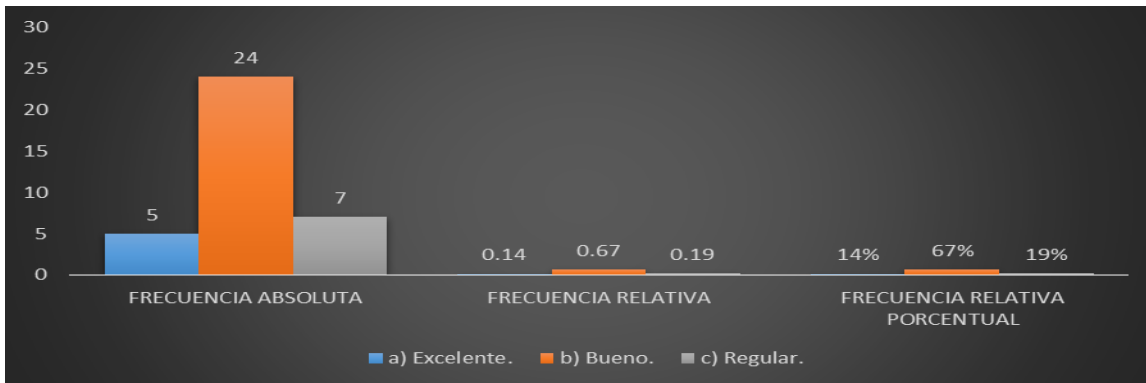 30
25
20
15
10
5
0
24
5
7
0.14
0.67
0.19
14%
67%
19%
FRECUENCIA ABSOLUTA
FRECUENCIA RELATIVA
FRECUENCIA RELATIVA
PORCENTUAL
a) Excelente.
b) Bueno.
c) Regular.